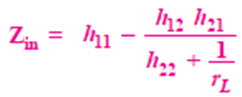 Z_in = h_11 − (h_12 h_21) / (h_22 + 1/r_L)